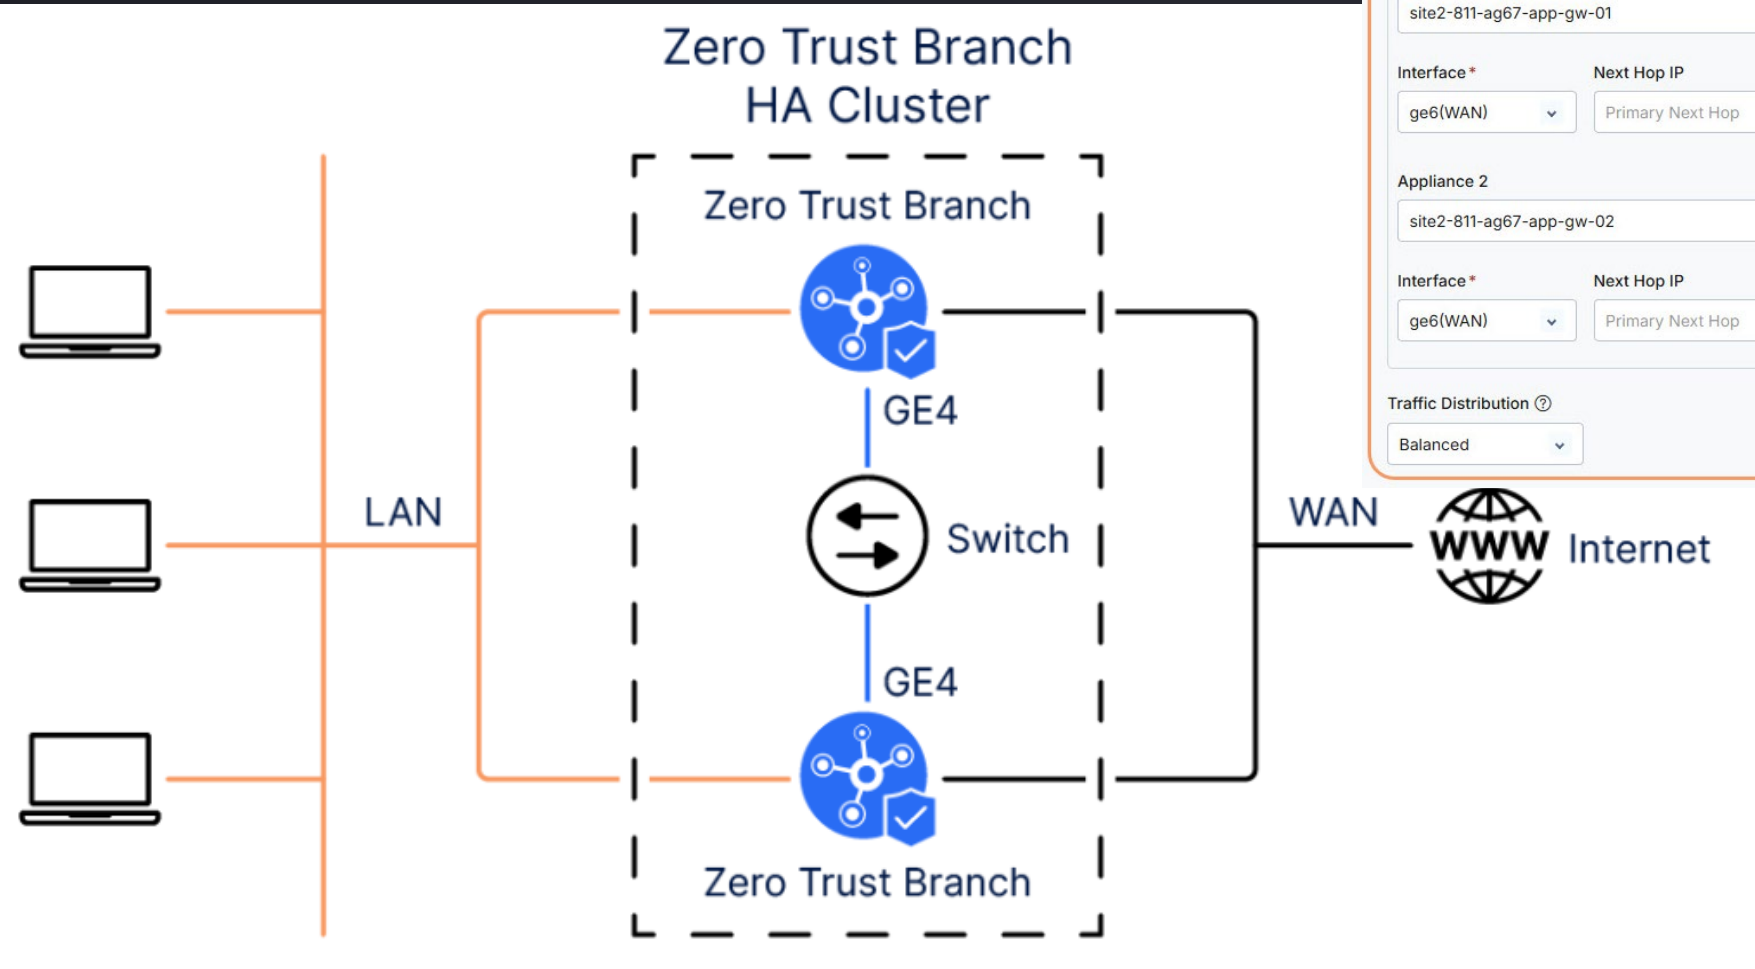 Zero Trust Branch
HA Cluster
Zero Trust Branch
GE4
Switch
GE4
Zero Trust Branch
LAN
WAN
WWW
Internet
site2-811-ag67-app-gw-01
Interface* Next Hop IP
ge6(WAN) Primary Next Hop
Appliance 2
site2-811-ag67-app-gw-02
Interface* Next Hop IP
ge6(WAN) Primary Next Hop
Traffic Distribution ?
Balanced